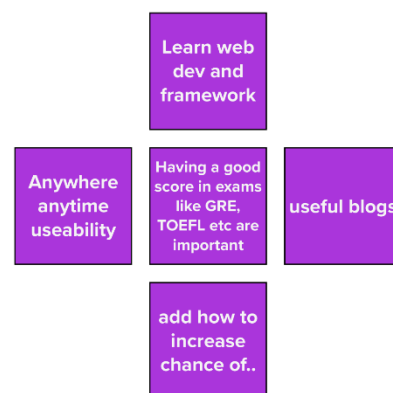 Learn web
dev and
framework
Anywhere
anytime
useability
Having a good
score in exams
like GRE,
TOEFL etc are
important
useful blogs
add how to
increase
chance of..